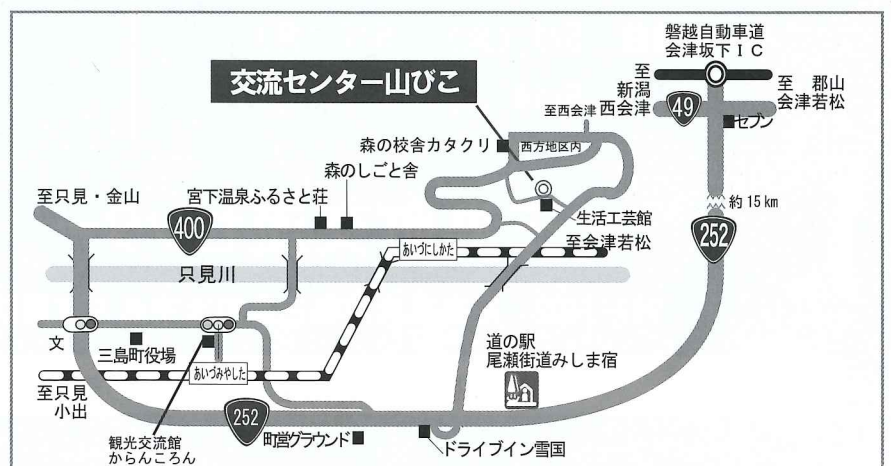 磐越自動車道
会津坂下IC
至
新潟
西会津
49
至 郡山
会津若松
セブン
交流センター山びこ
至西会津
森の校舎カタクリ
西方地区内
森のしごと舎
至只見・金山
宮下温泉ふるさと荘
生活工芸館
約15km
400
252
至会津若松
あいづにしかた
只見川
文
三島町役場
あいづみやした
道の駅
尾瀬街道みしま宿
至只見
小出
252
観光交流館
からんころん
町営グラウンド
ドライブイン雪国